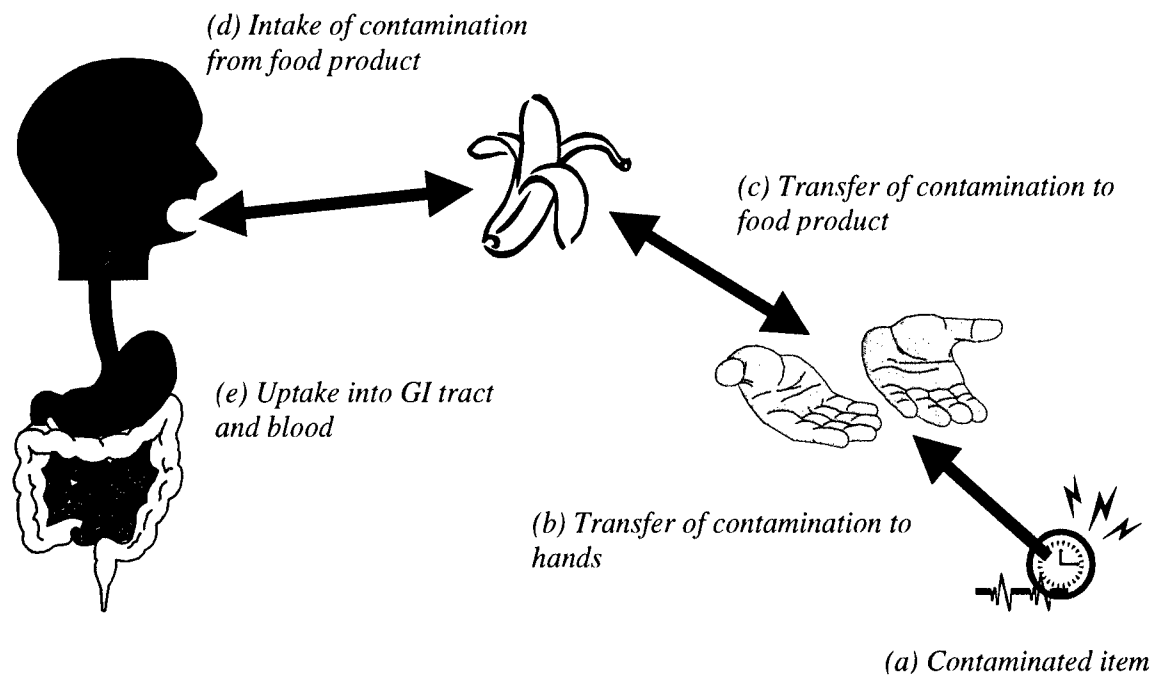 (d) Intake of contamination
from food product
(c) Transfer of contamination to
food product
(e) Uptake into GI tract
and blood
(b) Transfer of contamination to
hands
(a) Contaminated item